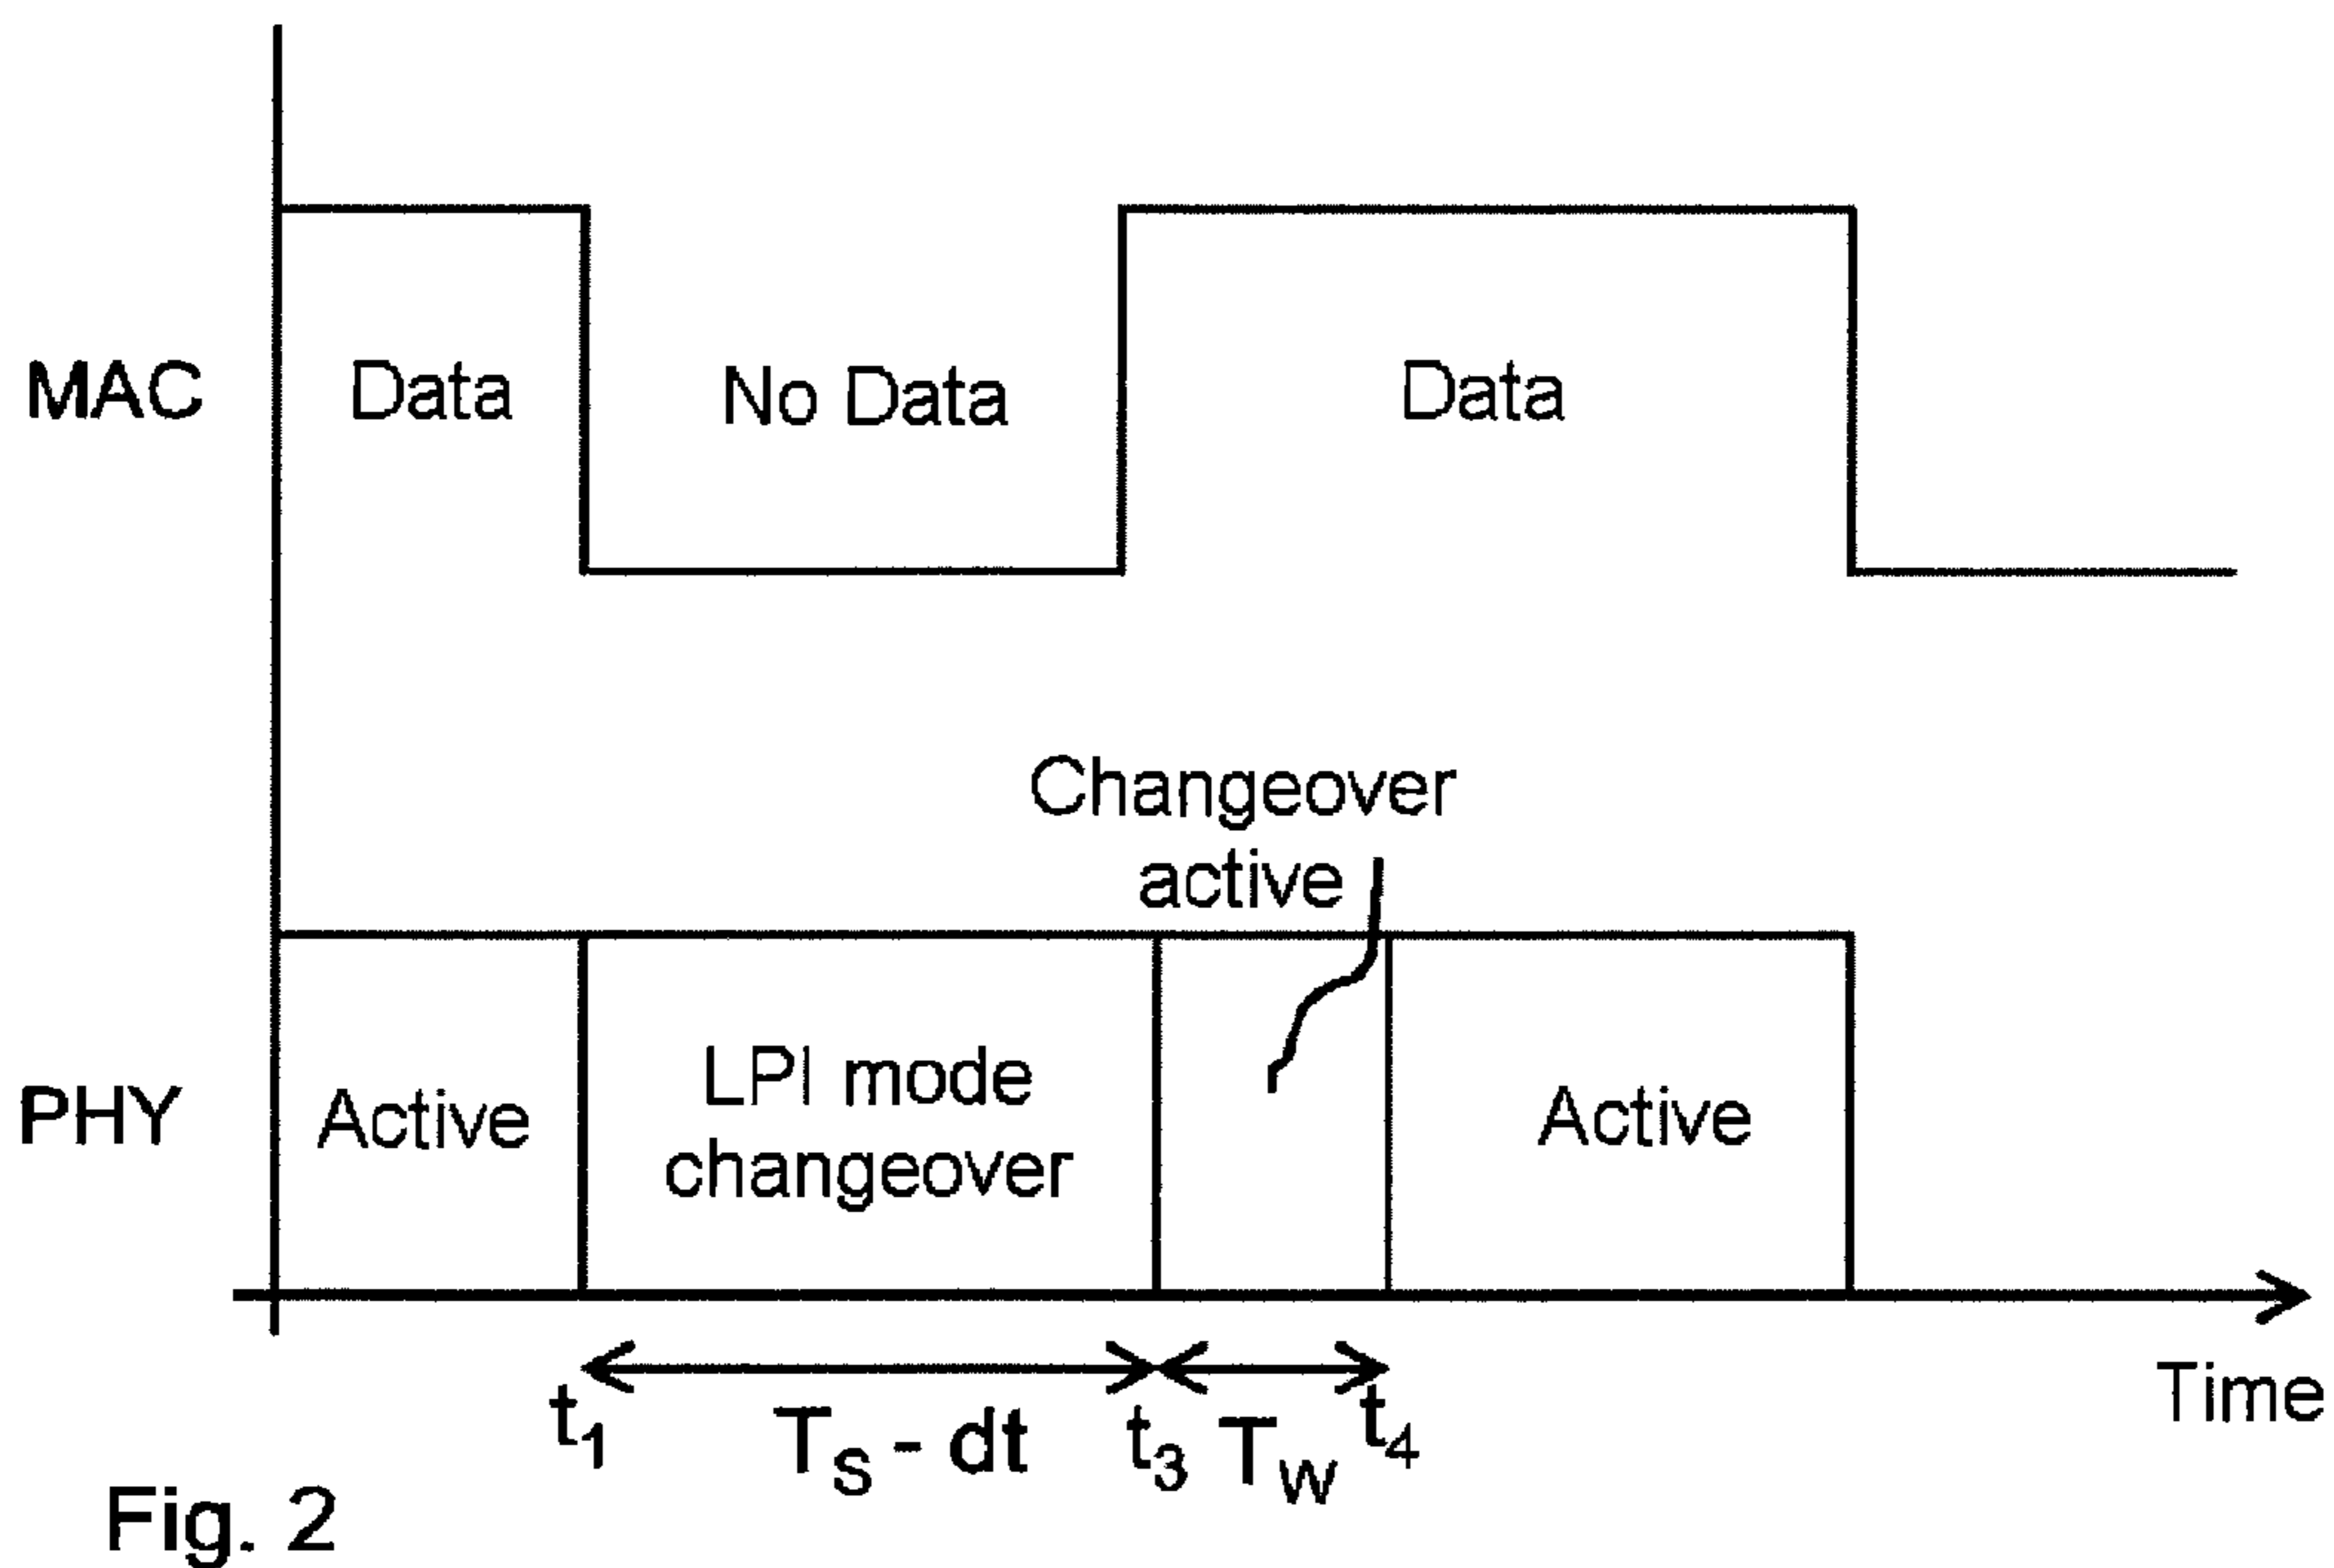 MAC
Data
No Data
Data
Changeover
active
PHY
Active
LPI mode
changeover
Active
t₁
Tₛ - dt
t₃
T_w
t₄
Time
Fig. 2